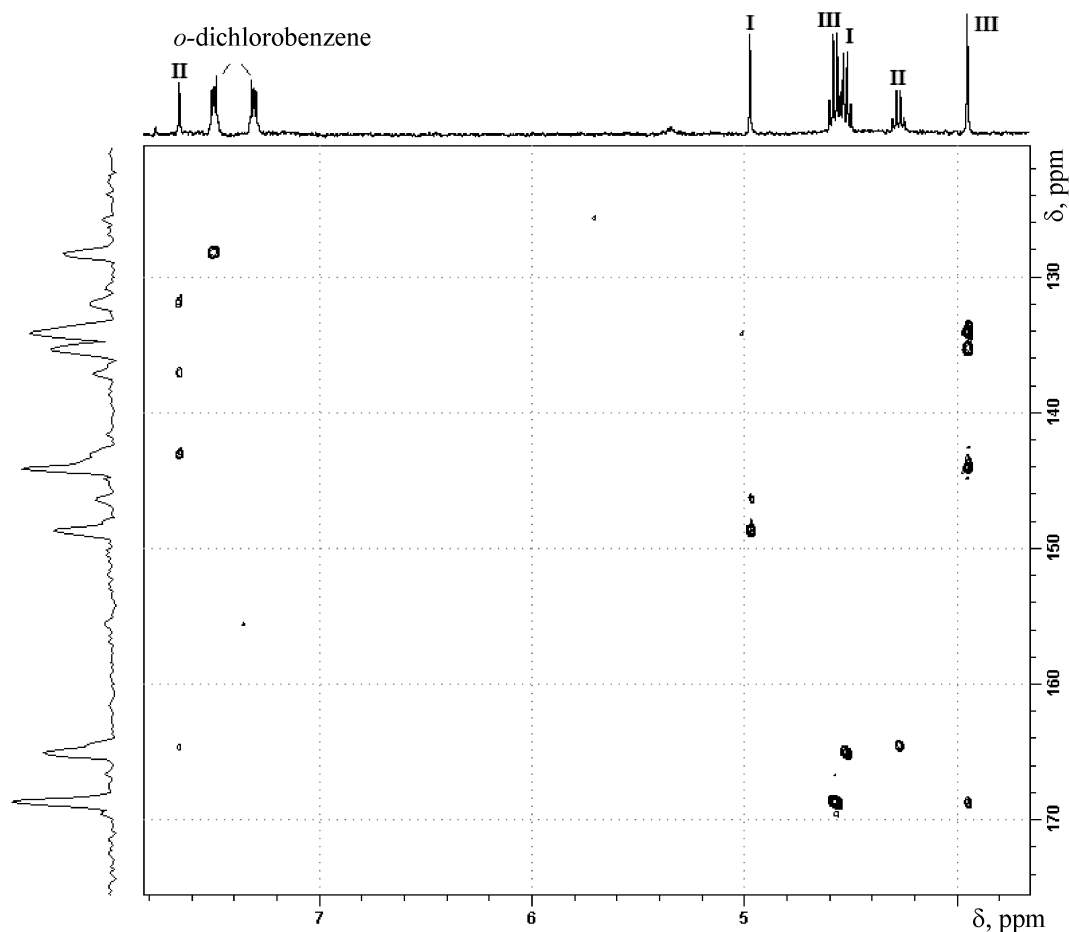 I III I III
o-dichlorobenzene
II II
δ, ppm
130
140
150
160
170
7 6 5 δ, ppm